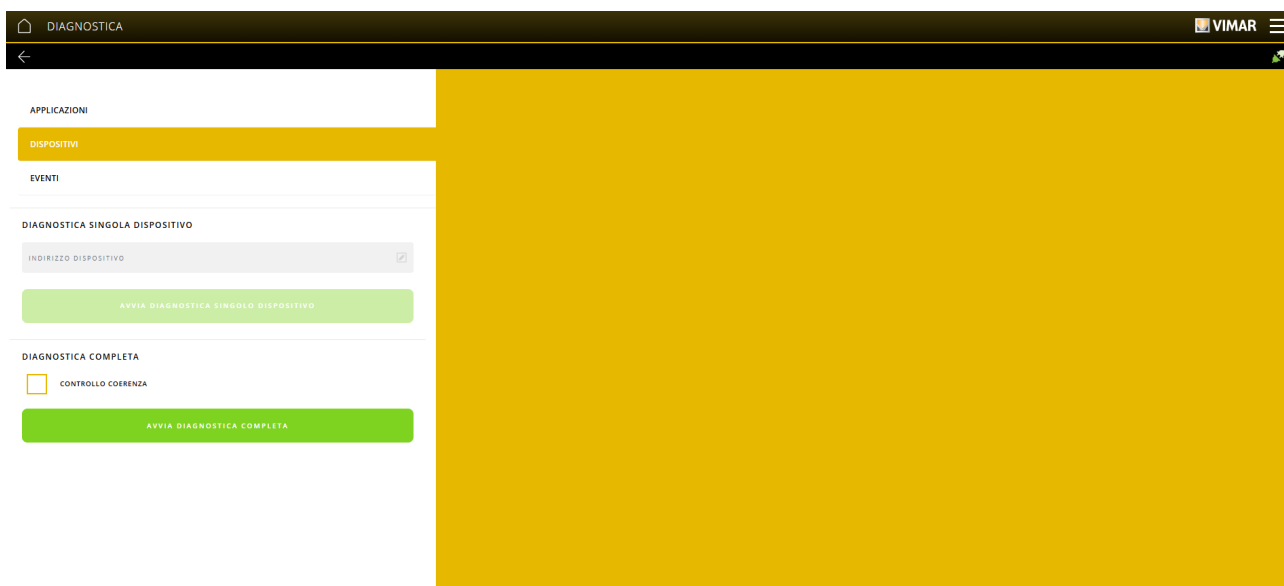 DIAGNOSTICA
VIMAR
APPLICAZIONI
DISPOSITIVI
EVENTI
DIAGNOSTICA SINGOLA DISPOSITIVO
INDIRIZZO DISPOSITIVO
AVVIA DIAGNOSTICA SINGOLO DISPOSITIVO
DIAGNOSTICA COMPLETA
CONTROLLO COERENZA
AVVIA DIAGNOSTICA COMPLETA